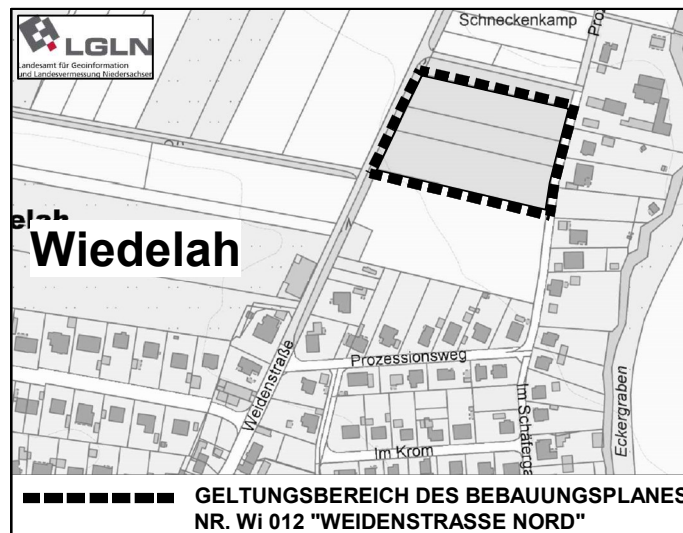 LGLN
Landesamt für Geoinformation
und Landesvermessung Niedersachsen
Schneckenkamp
Wiedelah
Prozessionsweg
Weidenstraße
Im Krom
Eckergraben
GELTUNGSBEREICH DES BEBAUUNGSPLANES
NR. Wi 012 "WEIDENSTRASSE NORD"